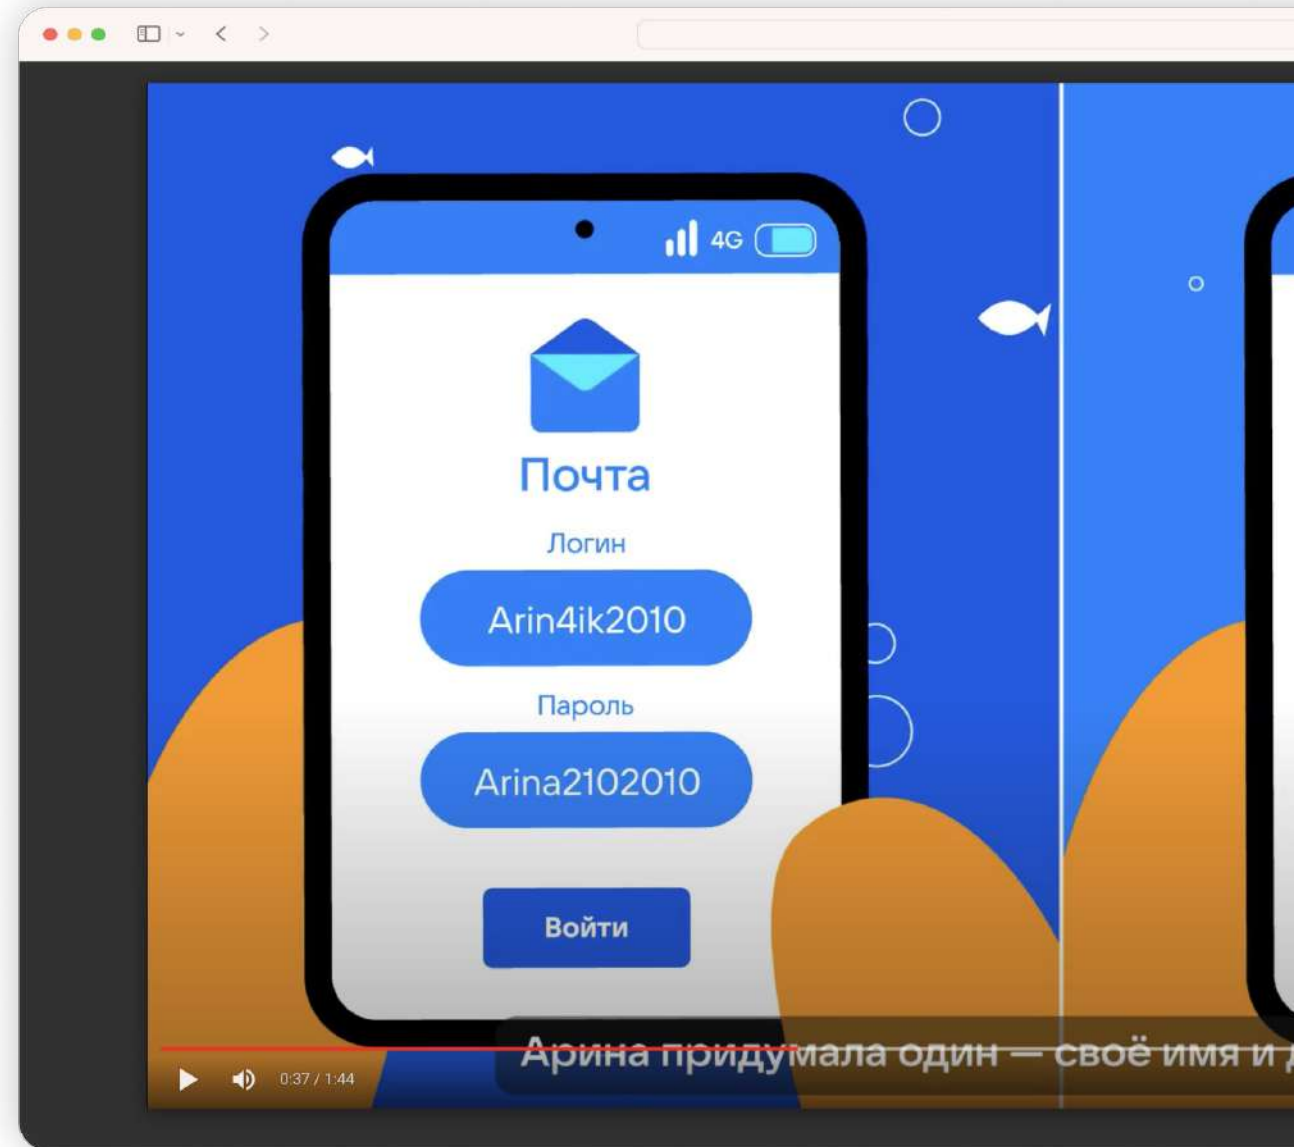 4G
Почта
Логин
Arin4ik2010
Пароль
Arina2102010
Войти
Арина придумала один — своё имя и
0:37 / 1:44